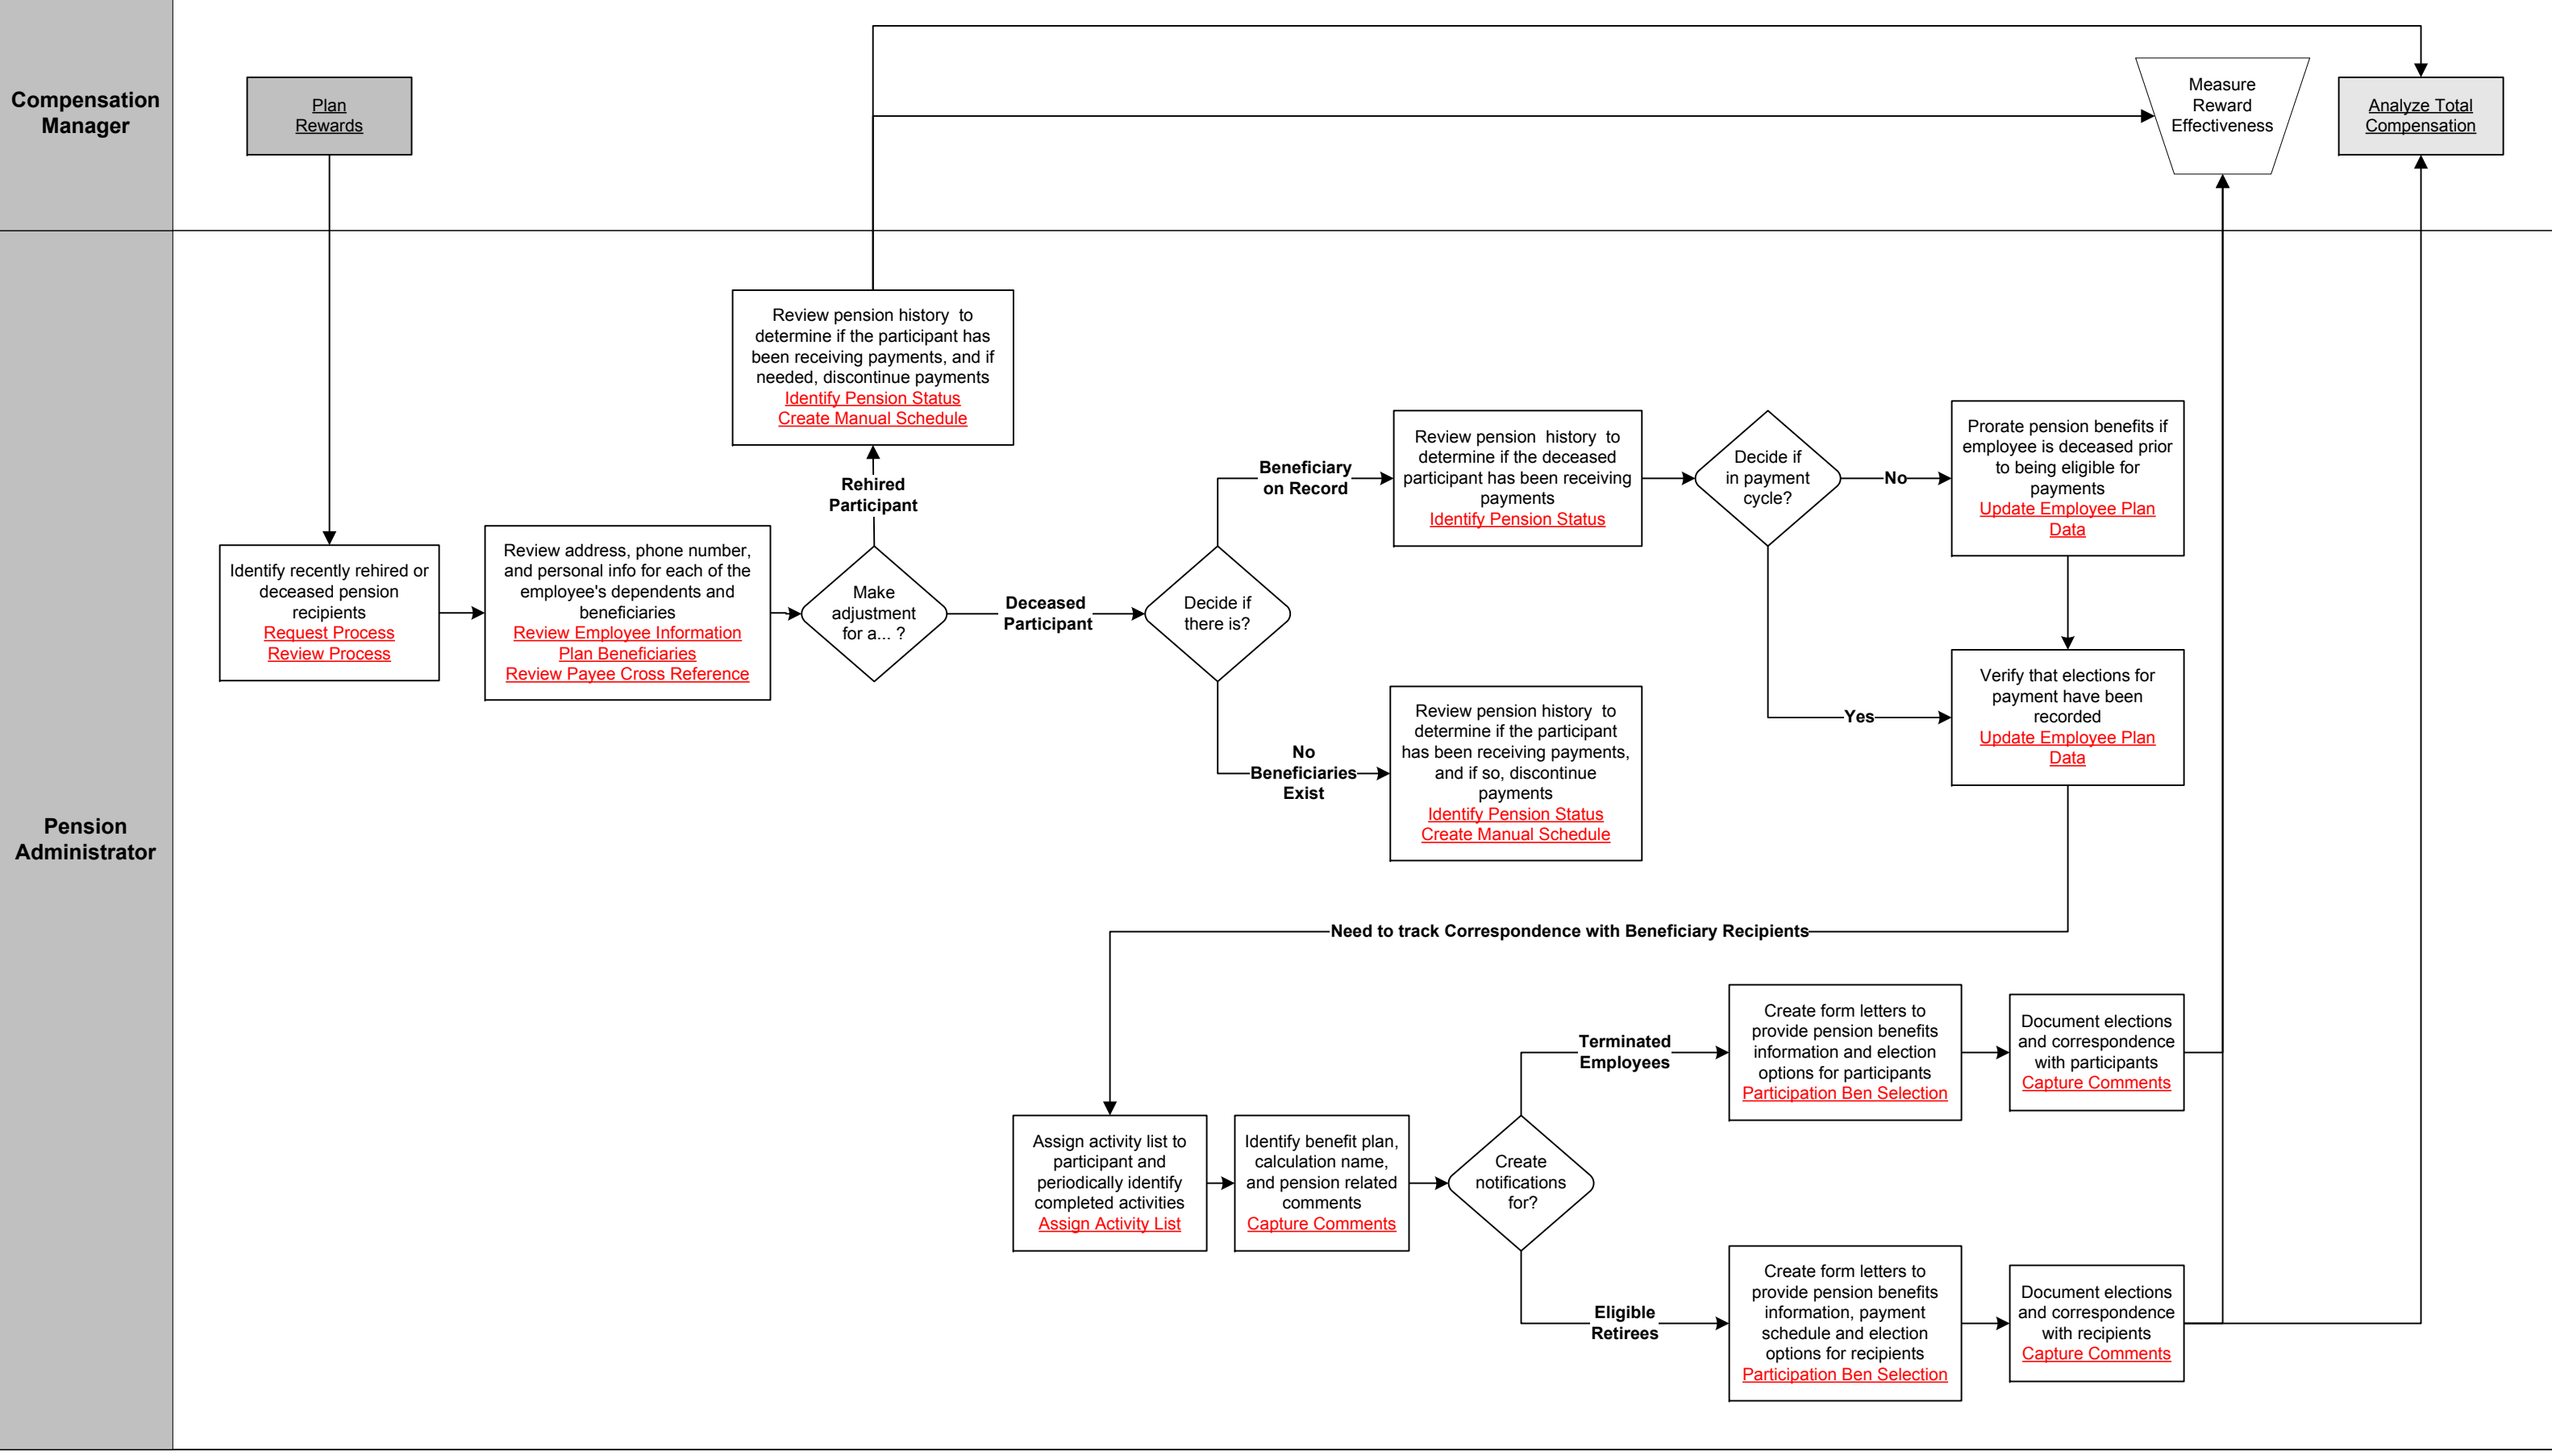 Compensation
Manager
Plan
Rewards
Measure
Reward
Effectiveness
Analyze Total
Compensation
Pension
Administrator
Review pension history  to
determine if the participant has
been receiving payments, and if
needed, discontinue payments
Identify Pension Status
Create Manual Schedule
Rehired
Participant
Identify recently rehired or
deceased pension
recipients
Request Process
Review Process
Review address, phone number,
and personal info for each of the
employee's dependents and
beneficiaries
Review Employee Information
Plan Beneficiaries
Review Payee Cross Reference
Make
adjustment
for a... ?
Deceased
Participant
Decide if
there is?
Beneficiary
on Record
Review pension  history  to
determine if the deceased
participant has been receiving
payments
Identify Pension Status
Decide if
in payment
cycle?
No
Prorate pension benefits if
employee is deceased prior
to being eligible for
payments
Update Employee Plan
Data
Yes
Verify that elections for
payment have been
recorded
Update Employee Plan
Data
No
Beneficiaries
Exist
Review pension history  to
determine if the participant
has been receiving payments,
and if so, discontinue
payments
Identify Pension Status
Create Manual Schedule
Need to track Correspondence with Beneficiary Recipients
Assign activity list to
participant and
periodically identify
completed activities
Assign Activity List
Identify benefit plan,
calculation name,
and pension related
comments
Capture Comments
Create
notifications
for?
Terminated
Employees
Create form letters to
provide pension benefits
information and election
options for participants
Participation Ben Selection
Document elections
and correspondence
with participants
Capture Comments
Eligible
Retirees
Create form letters to
provide pension benefits
information, payment
schedule and election
options for recipients
Participation Ben Selection
Document elections
and correspondence
with recipients
Capture Comments